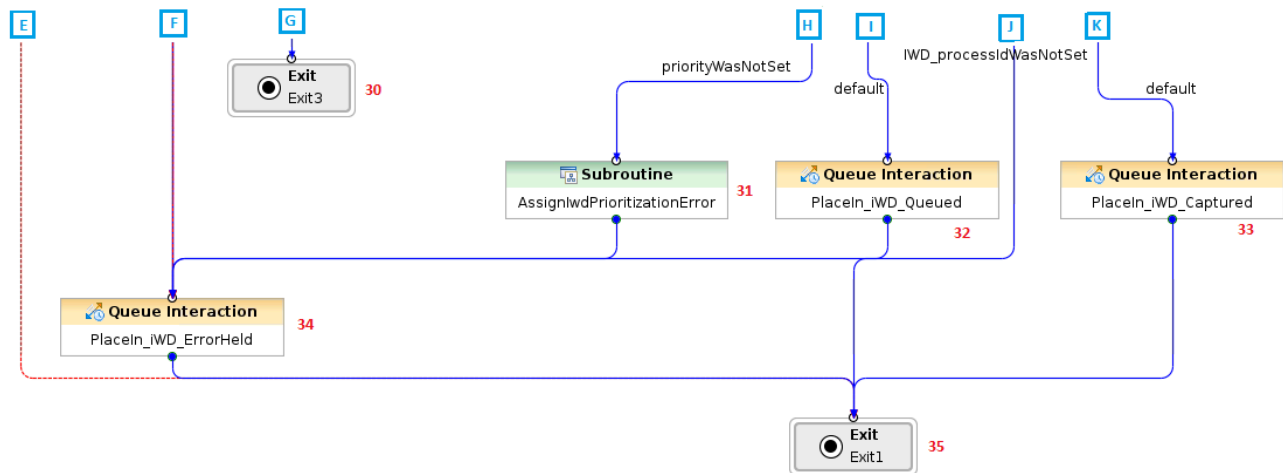 E
F
G
H
I
J
K
Exit
Exit3
30
priorityWasNotSet
default
IWD_processIdWasNotSet
default
Subroutine
AssignIwdPrioritizationError
31
Queue Interaction
PlaceIn_iWD_Queued
32
Queue Interaction
PlaceIn_iWD_Captured
33
Queue Interaction
PlaceIn_iWD_ErrorHeld
34
Exit
Exit1
35